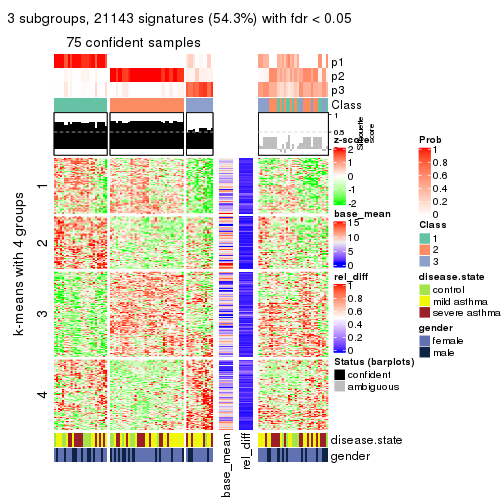 3 subgroups, 21143 signatures (54.3%) with fdr < 0.05
75 confident samples
p1
p2
p3
Class
1
0.5
0
Silhouette
score
k-means with 4 groups
1
2
3
4
z-score
2
1
0
-1
-2
base_mean
15
10
5
0
rel_diff
1
0.8
0.6
0.4
0.2
0
Status (barplots)
confident
ambiguous
Prob
1
0.8
0.6
0.4
0.2
0
Class
1
2
3
disease.state
control
mild asthma
severe asthma
gender
female
male
disease.state
gender
base_mean
rel_diff